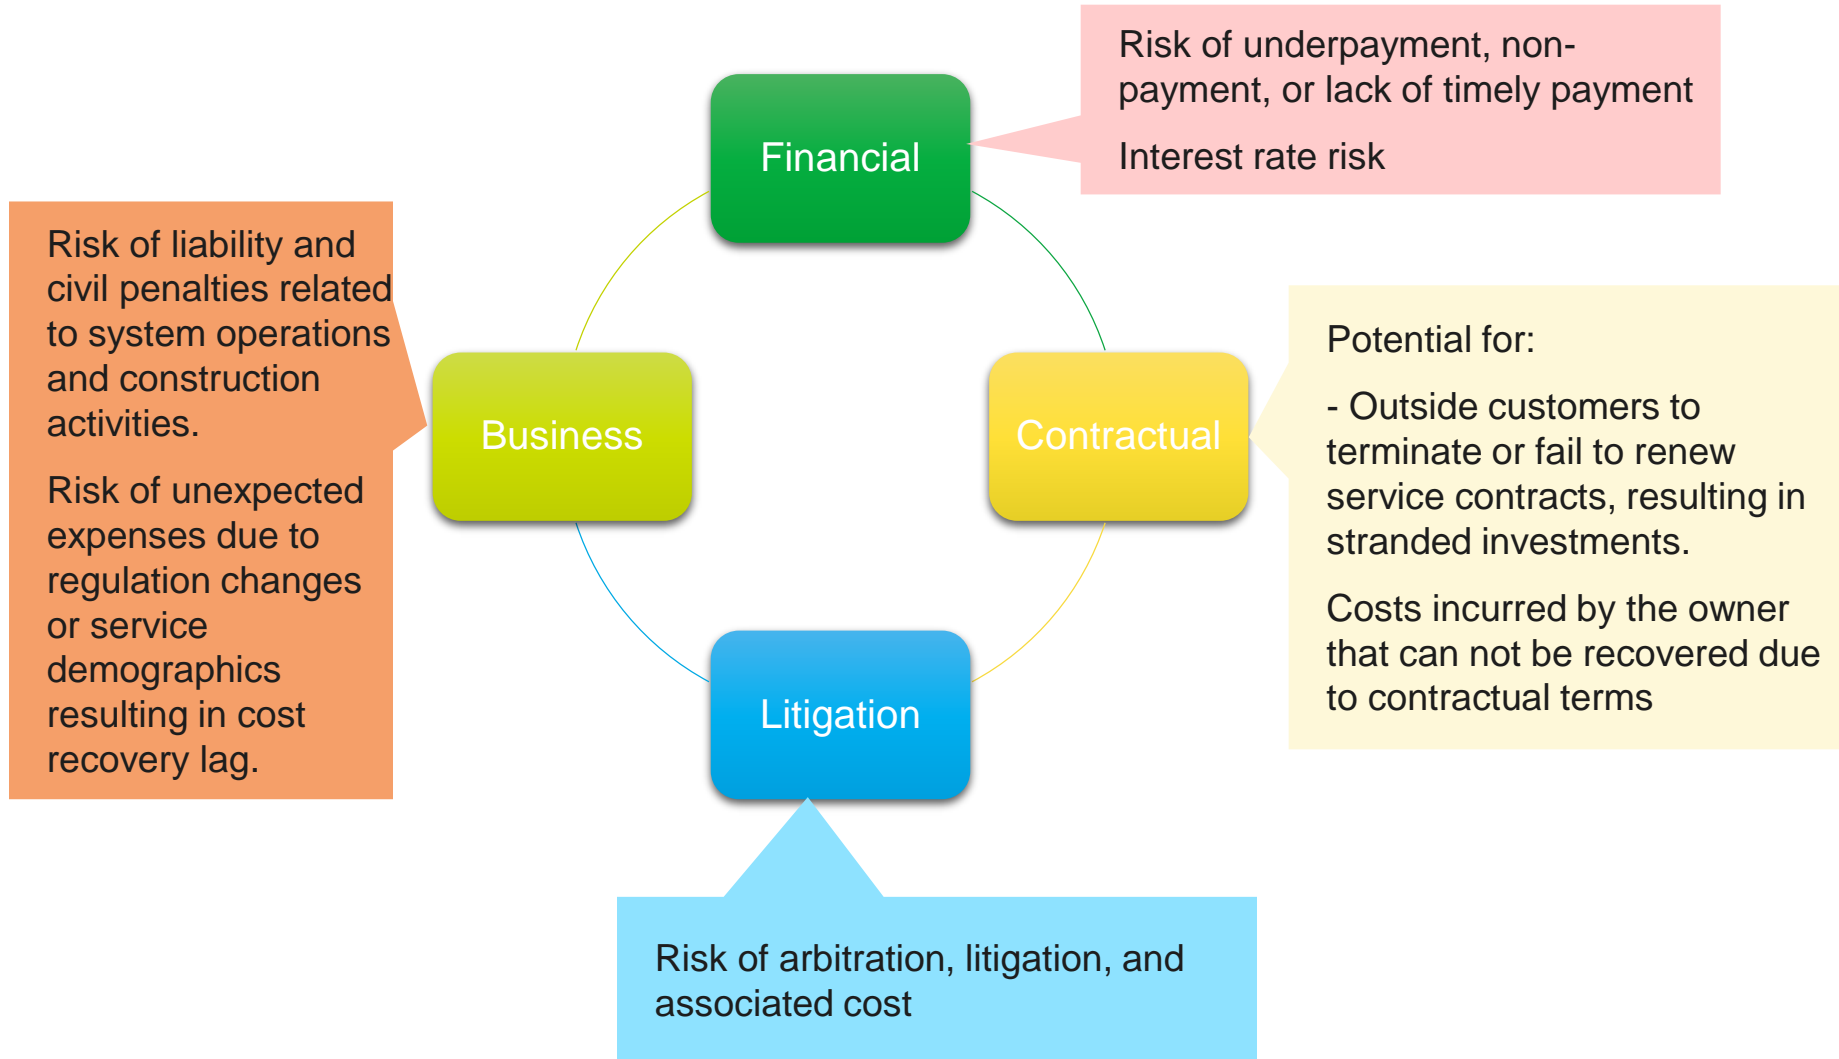 Financial
Risk of underpayment, non-
payment, or lack of timely payment
Interest rate risk
Risk of liability and
civil penalties related
to system operations
and construction
activities.
Risk of unexpected
expenses due to
regulation changes
or service
demographics
resulting in cost
recovery lag.
Business
Contractual
Potential for:
- Outside customers to
terminate or fail to renew
service contracts, resulting in
stranded investments.
Costs incurred by the owner
that can not be recovered due
to contractual terms
Litigation
Risk of arbitration, litigation, and
associated cost